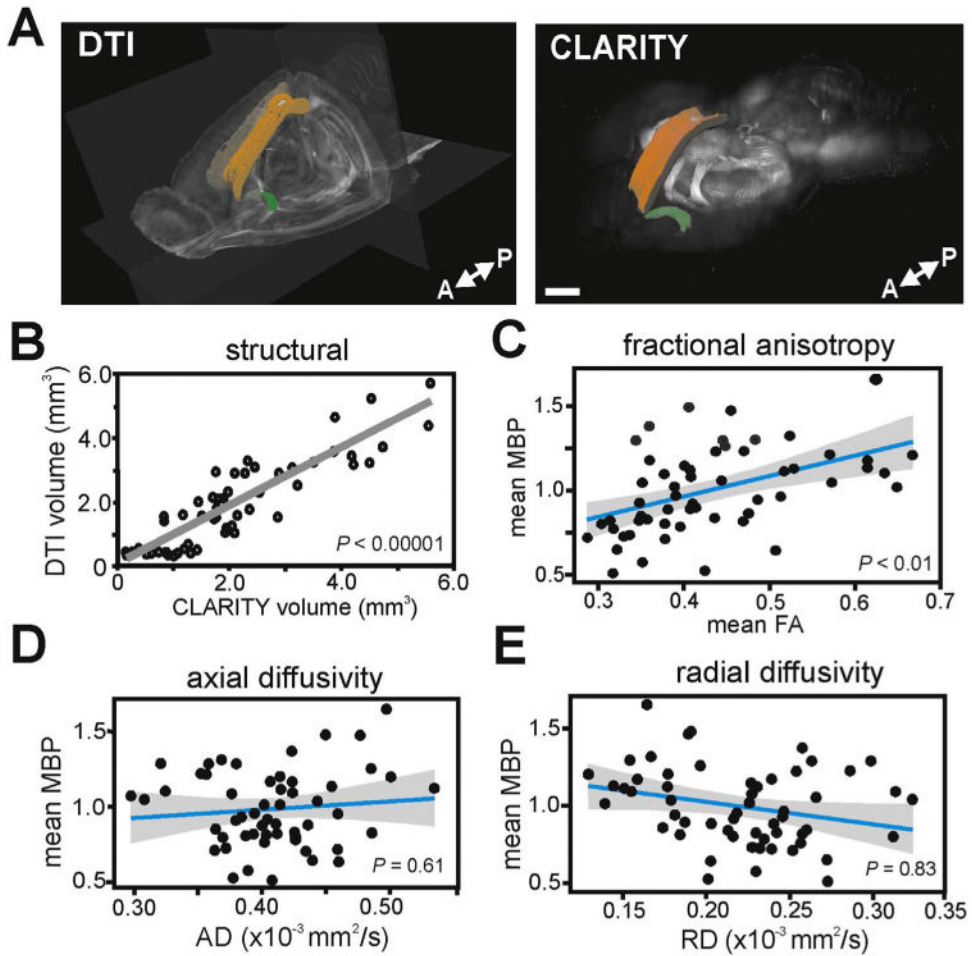 A
DTI
A P
CLARITY
A P
B
structural
DTI volume (mm³)
6.0
4.0
2.0
0
P < 0.00001
0 2.0 4.0 6.0
CLARITY volume (mm³)
C
fractional anisotropy
mean MBP
1.5
1.0
0.5
P < 0.01
0.3 0.4 0.5 0.6 0.7
mean FA
D
axial diffusivity
mean MBP
1.5
1.0
0.5
P = 0.61
0.30 0.40 0.50
AD (x10⁻³ mm²/s)
E
radial diffusivity
mean MBP
1.5
1.0
0.5
P = 0.83
0.15 0.20 0.25 0.30 0.35
RD (x10⁻³ mm²/s)